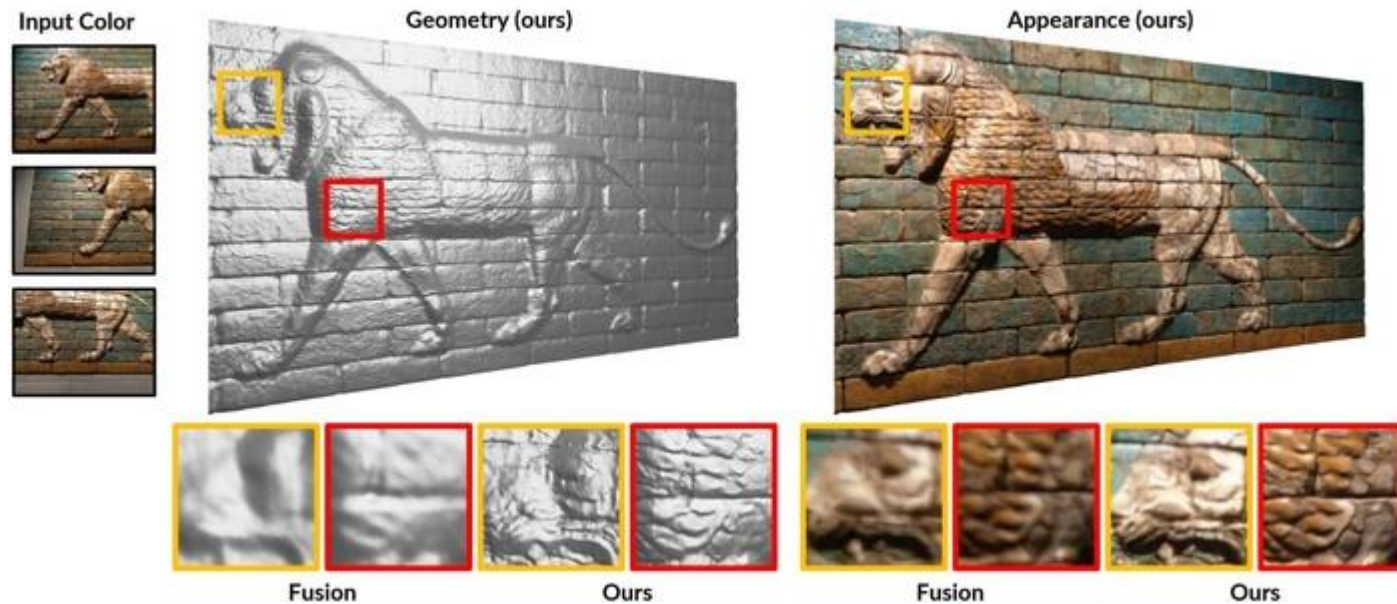 Input Color
Geometry (ours)
Appearance (ours)
Fusion
Ours
Fusion
Ours